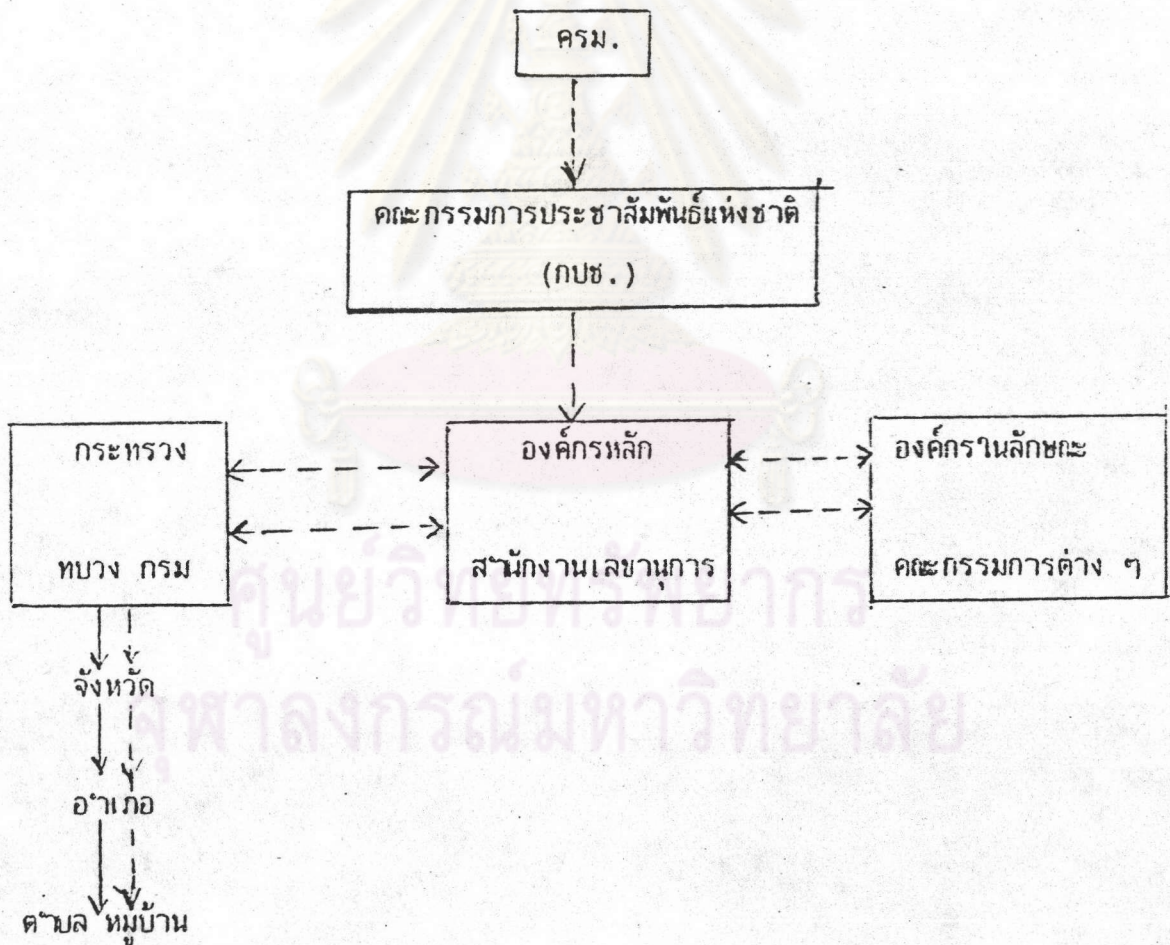 ครม.
คณะกรรมการประชาสัมพันธ์แห่งชาติ
(กปช.)
กระทรวง
ทบวง กรม
องค์กรหลัก
สำนักงานเลขานุการ
องค์กรในลักษณะ
คณะกรรมการต่าง ๆ
จังหวัด
อำเภอ
ตำบล หมู่บ้าน
ศูนย์วิทยทรัพยากร
จุฬาลงกรณ์มหาวิทยาลัย